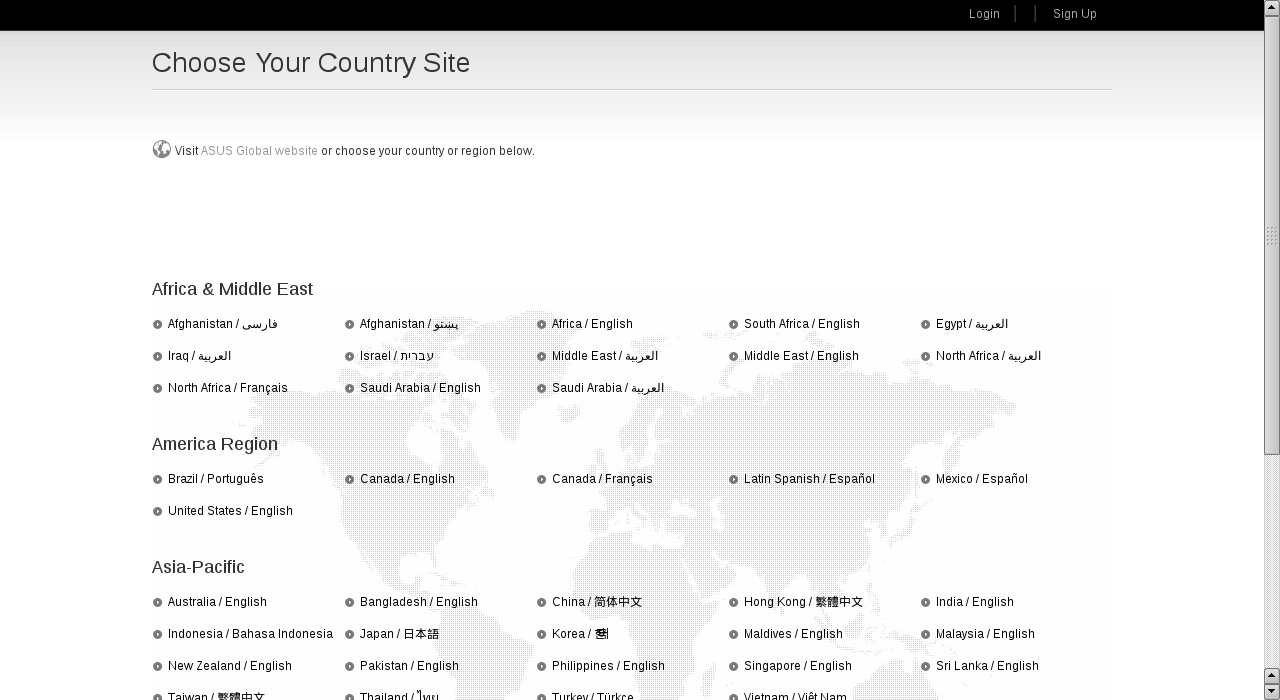 Login Sign Up
Choose Your Country Site
Visit ASUS Global website or choose your country or region below.
Africa & Middle East
Afghanistan / فارسی Afghanistan / پښتو Africa / English South Africa / English Egypt / العربية
Iraq / العربية Israel / עברית Middle East / العربية Middle East / English North Africa / العربية
North Africa / Français Saudi Arabia / English Saudi Arabia / العربية
America Region
Brazil / Português Canada / English Canada / Français Latin Spanish / Español Mexico / Español
United States / English
Asia-Pacific
Australia / English Bangladesh / English China / 简体中文 Hong Kong / 繁體中文 India / English
Indonesia / Bahasa Indonesia Japan / 日本語 Korea / Maldives / English Malaysia / English
New Zealand / English Pakistan / English Philippines / English Singapore / English Sri Lanka / English
Taiwan / 繁體中文 Thailand / ไทย Turkey / Türkçe Vietnam / Việt Nam